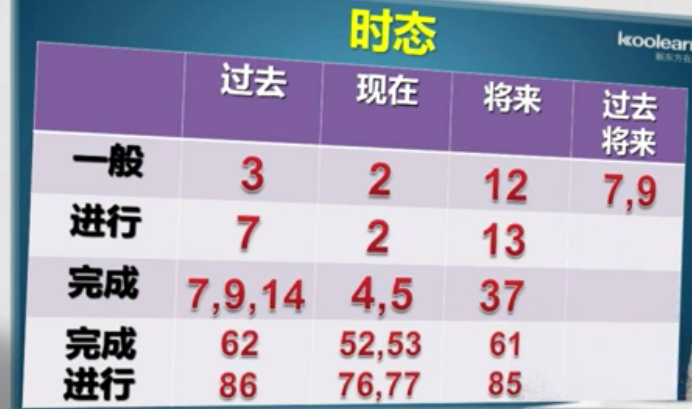 时态
koolearn
新东方在
过去 现在 将来 过去
将来
一般 3 2 12 7,9
进行 7 2 13
完成 7,9,14 4,5 37
完成 62 52,53 61
进行 86 76,77 85